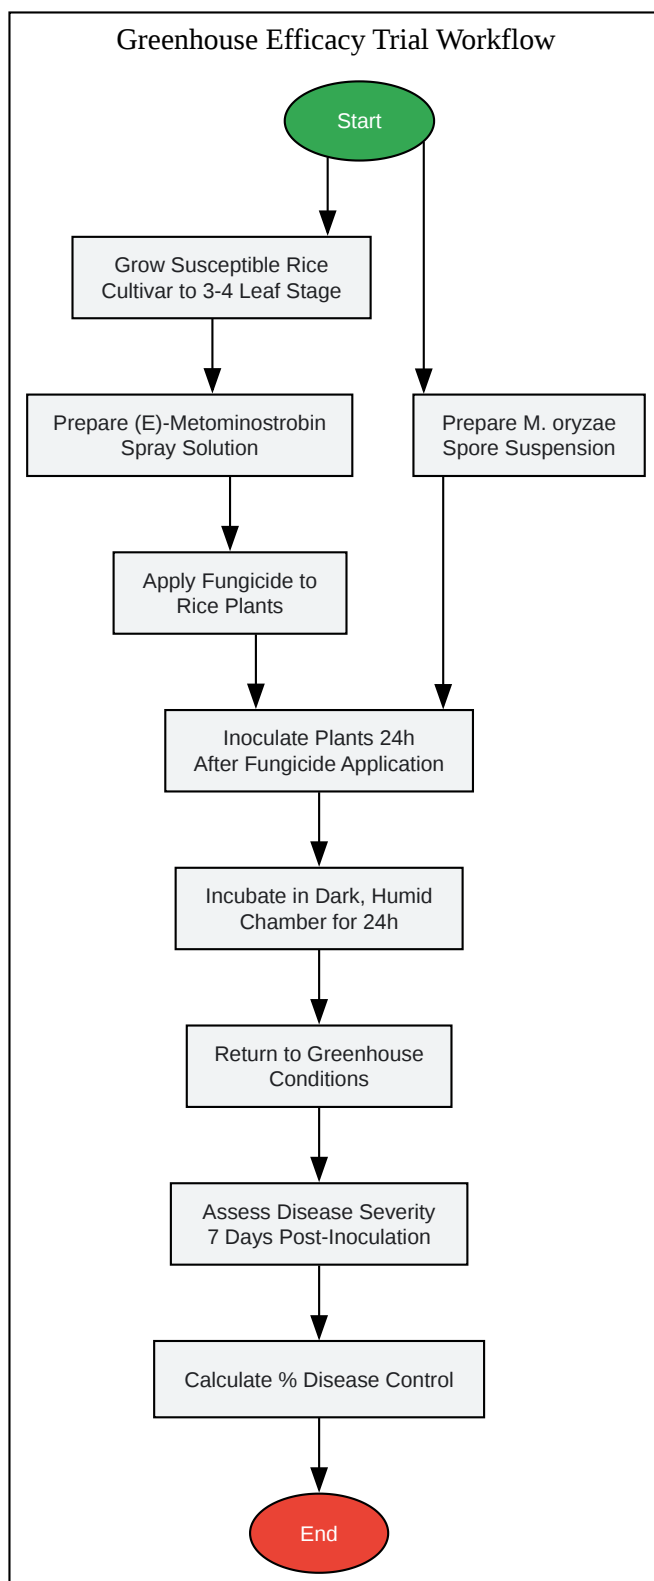 Greenhouse Efficacy Trial Workflow
Start
Grow Susceptible Rice
Cultivar to 3-4 Leaf Stage
Prepare (E)-Metominostrobin
Spray Solution
Prepare M. oryzae
Spore Suspension
Apply Fungicide to
Rice Plants
Inoculate Plants 24h
After Fungicide Application
Incubate in Dark, Humid
Chamber for 24h
Return to Greenhouse
Conditions
Assess Disease Severity
7 Days Post-Inoculation
Calculate % Disease Control
End